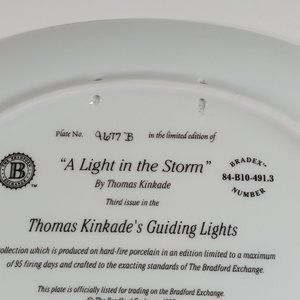 Plate No. 9677 B in the limited edition of
"A Light in the Storm"
By Thomas Kinkade
Third issue in the
Thomas Kinkade's Guiding Lights
collection which is produced on hard-fire porcelain in an edition limited to a maximum
of 95 firing days and crafted to the exacting standards of The Bradford Exchange.
This plate is officially listed for trading on the Bradford Exchange.
B
TM
BRADEX™
84-B10-491.3
NUMBER